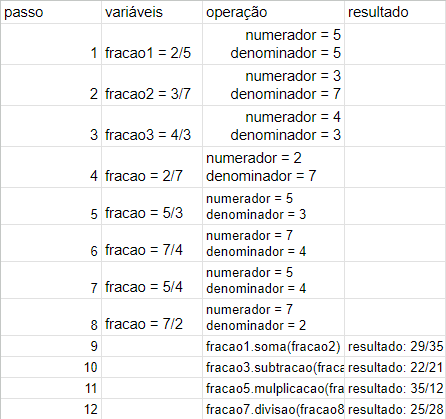 passo variáveis operação resultado
numerador = 5
1 fracao1 = 2/5 denominador = 5
numerador = 3
2 fracao2 = 3/7 denominador = 7
numerador = 4
3 fracao3 = 4/3 denominador = 3
numerador = 2
4 fracao = 2/7 denominador = 7
numerador = 5
5 fracao = 5/3 denominador = 3
numerador = 7
6 fracao = 7/4 denominador = 4
numerador = 5
7 fracao = 5/4 denominador = 4
numerador = 7
8 fracao = 7/2 denominador = 2
9 fracao1.soma(fracao2) resultado: 29/35
10 fracao3.subtracao(fraca resultado: 22/21
11 fracao5.mulplicacao(fra resultado: 35/12
12 fracao7.divisao(fracao8 resultado: 25/28